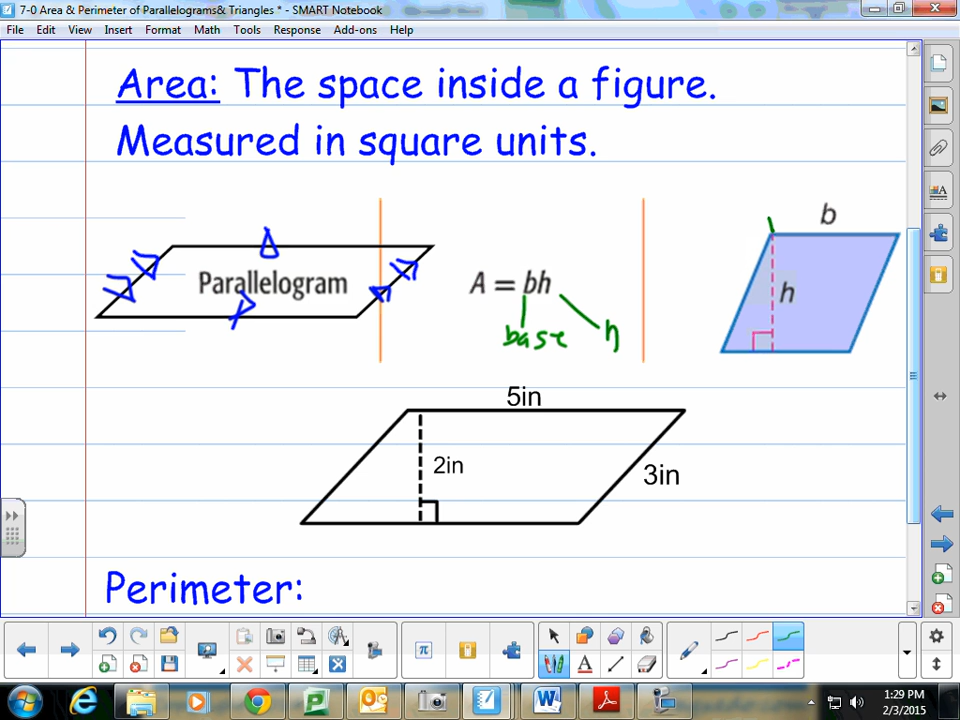 7-0 Area & Perimeter of Parallelograms& Triangles * - SMART Notebook
File Edit View Insert Format Math Tools Response Add-ons Help
Area: The space inside a figure.
Measured in square units.
b
Parallelogram
A = bh
h
base h
5in
2in
3in
Perimeter:
π
A
W
1:29 PM
2/3/2015